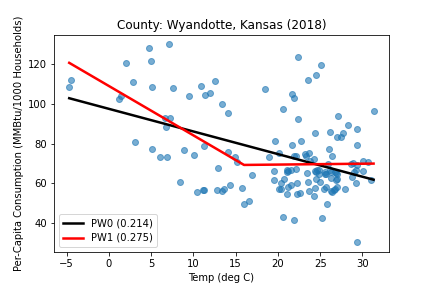 County: Wyandotte, Kansas (2018)
Per-Capita Consumption (MMBtu/1000 Households)
120
100
80
60
40
PW0 (0.214)
PW1 (0.275)
−5 0 5 10 15 20 25 30
Temp (deg C)